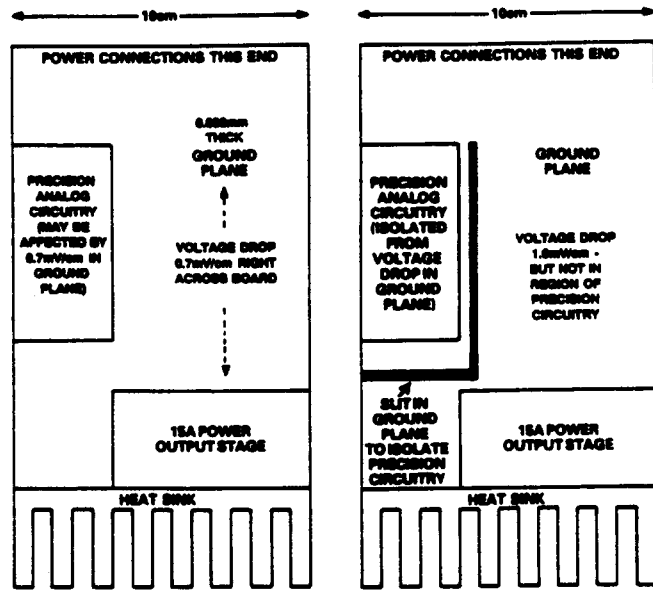 10cm
POWER CONNECTIONS THIS END
THICK
GROUND
PLANE
PRECISION
ANALOG
CIRCUITRY
(MAY BE
AFFECTED BY
0.7mV/cm IN
GROUND
PLANE)
VOLTAGE DROP
0.7mV/cm RIGHT
ACROSS BOARD
15A POWER
OUTPUT STAGE
HEAT SINK
10cm
POWER CONNECTIONS THIS END
PRECISION
ANALOG
CIRCUITRY
(ISOLATED
FROM
VOLTAGE
DROP IN
GROUND
PLANE)
GROUND
PLANE
VOLTAGE DROP
1.0mV/cm -
BUT NOT IN
REGION OF
PRECISION
CIRCUITRY
SLIT IN
GROUND
PLANE
TO ISOLATE
PRECISION
CIRCUITRY
15A POWER
OUTPUT STAGE
HEAT SINK